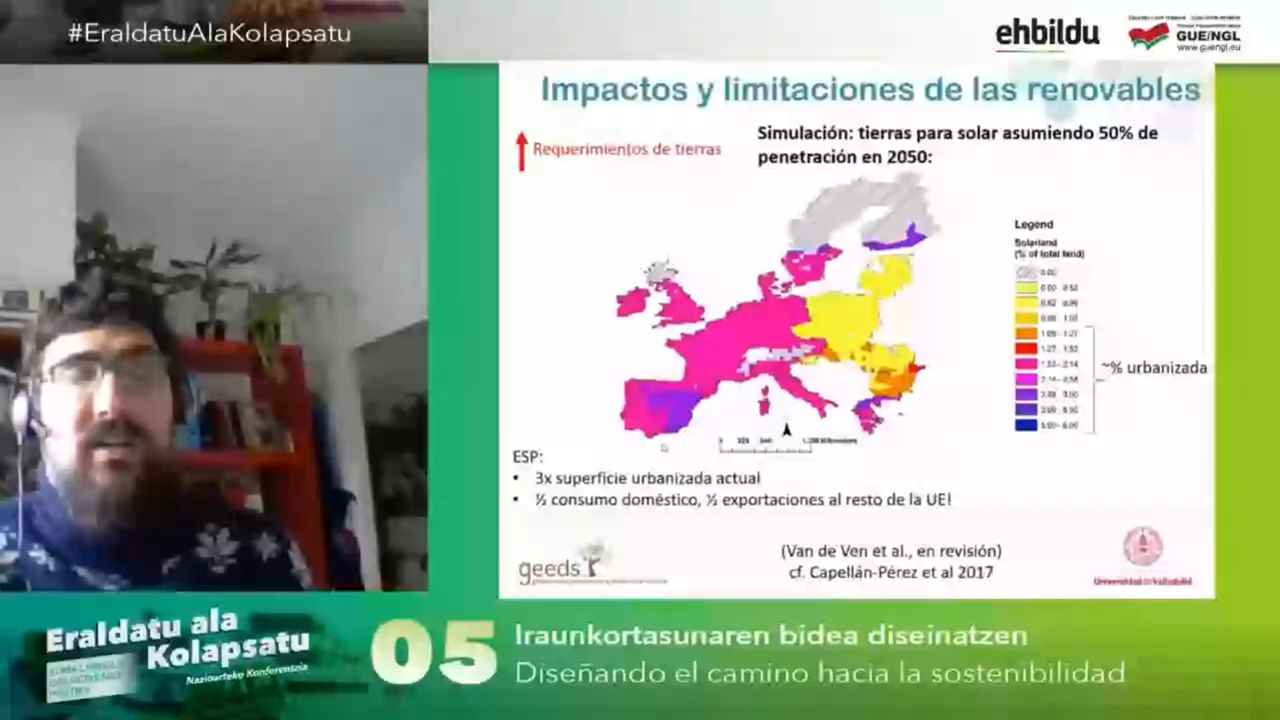 #EraldatuAlaKolapsatu
ehbildu
GUE/NGL
www.guengl.eu
Impactos y limitaciones de las renovables
Requerimientos de tierras
Simulación: tierras para solar asumiendo 50% de
penetración en 2050:
Legend
Solarland
(% of total land)
0.00
~% urbanizada
ESP:
• 3x superficie urbanizada actual
• ½ consumo doméstico, ½ exportaciones al resto de la UE!
(Van de Ven et al., en revisión)
cf. Capellán-Pérez et al 2017
geeds
Universidad de Valladolid
Eraldatu ala
Kolapsatu
Nazioarteko Konferentzia
05
Iraunkortasunaren bidea diseinatzen
Diseñando el camino hacia la sostenibilidad